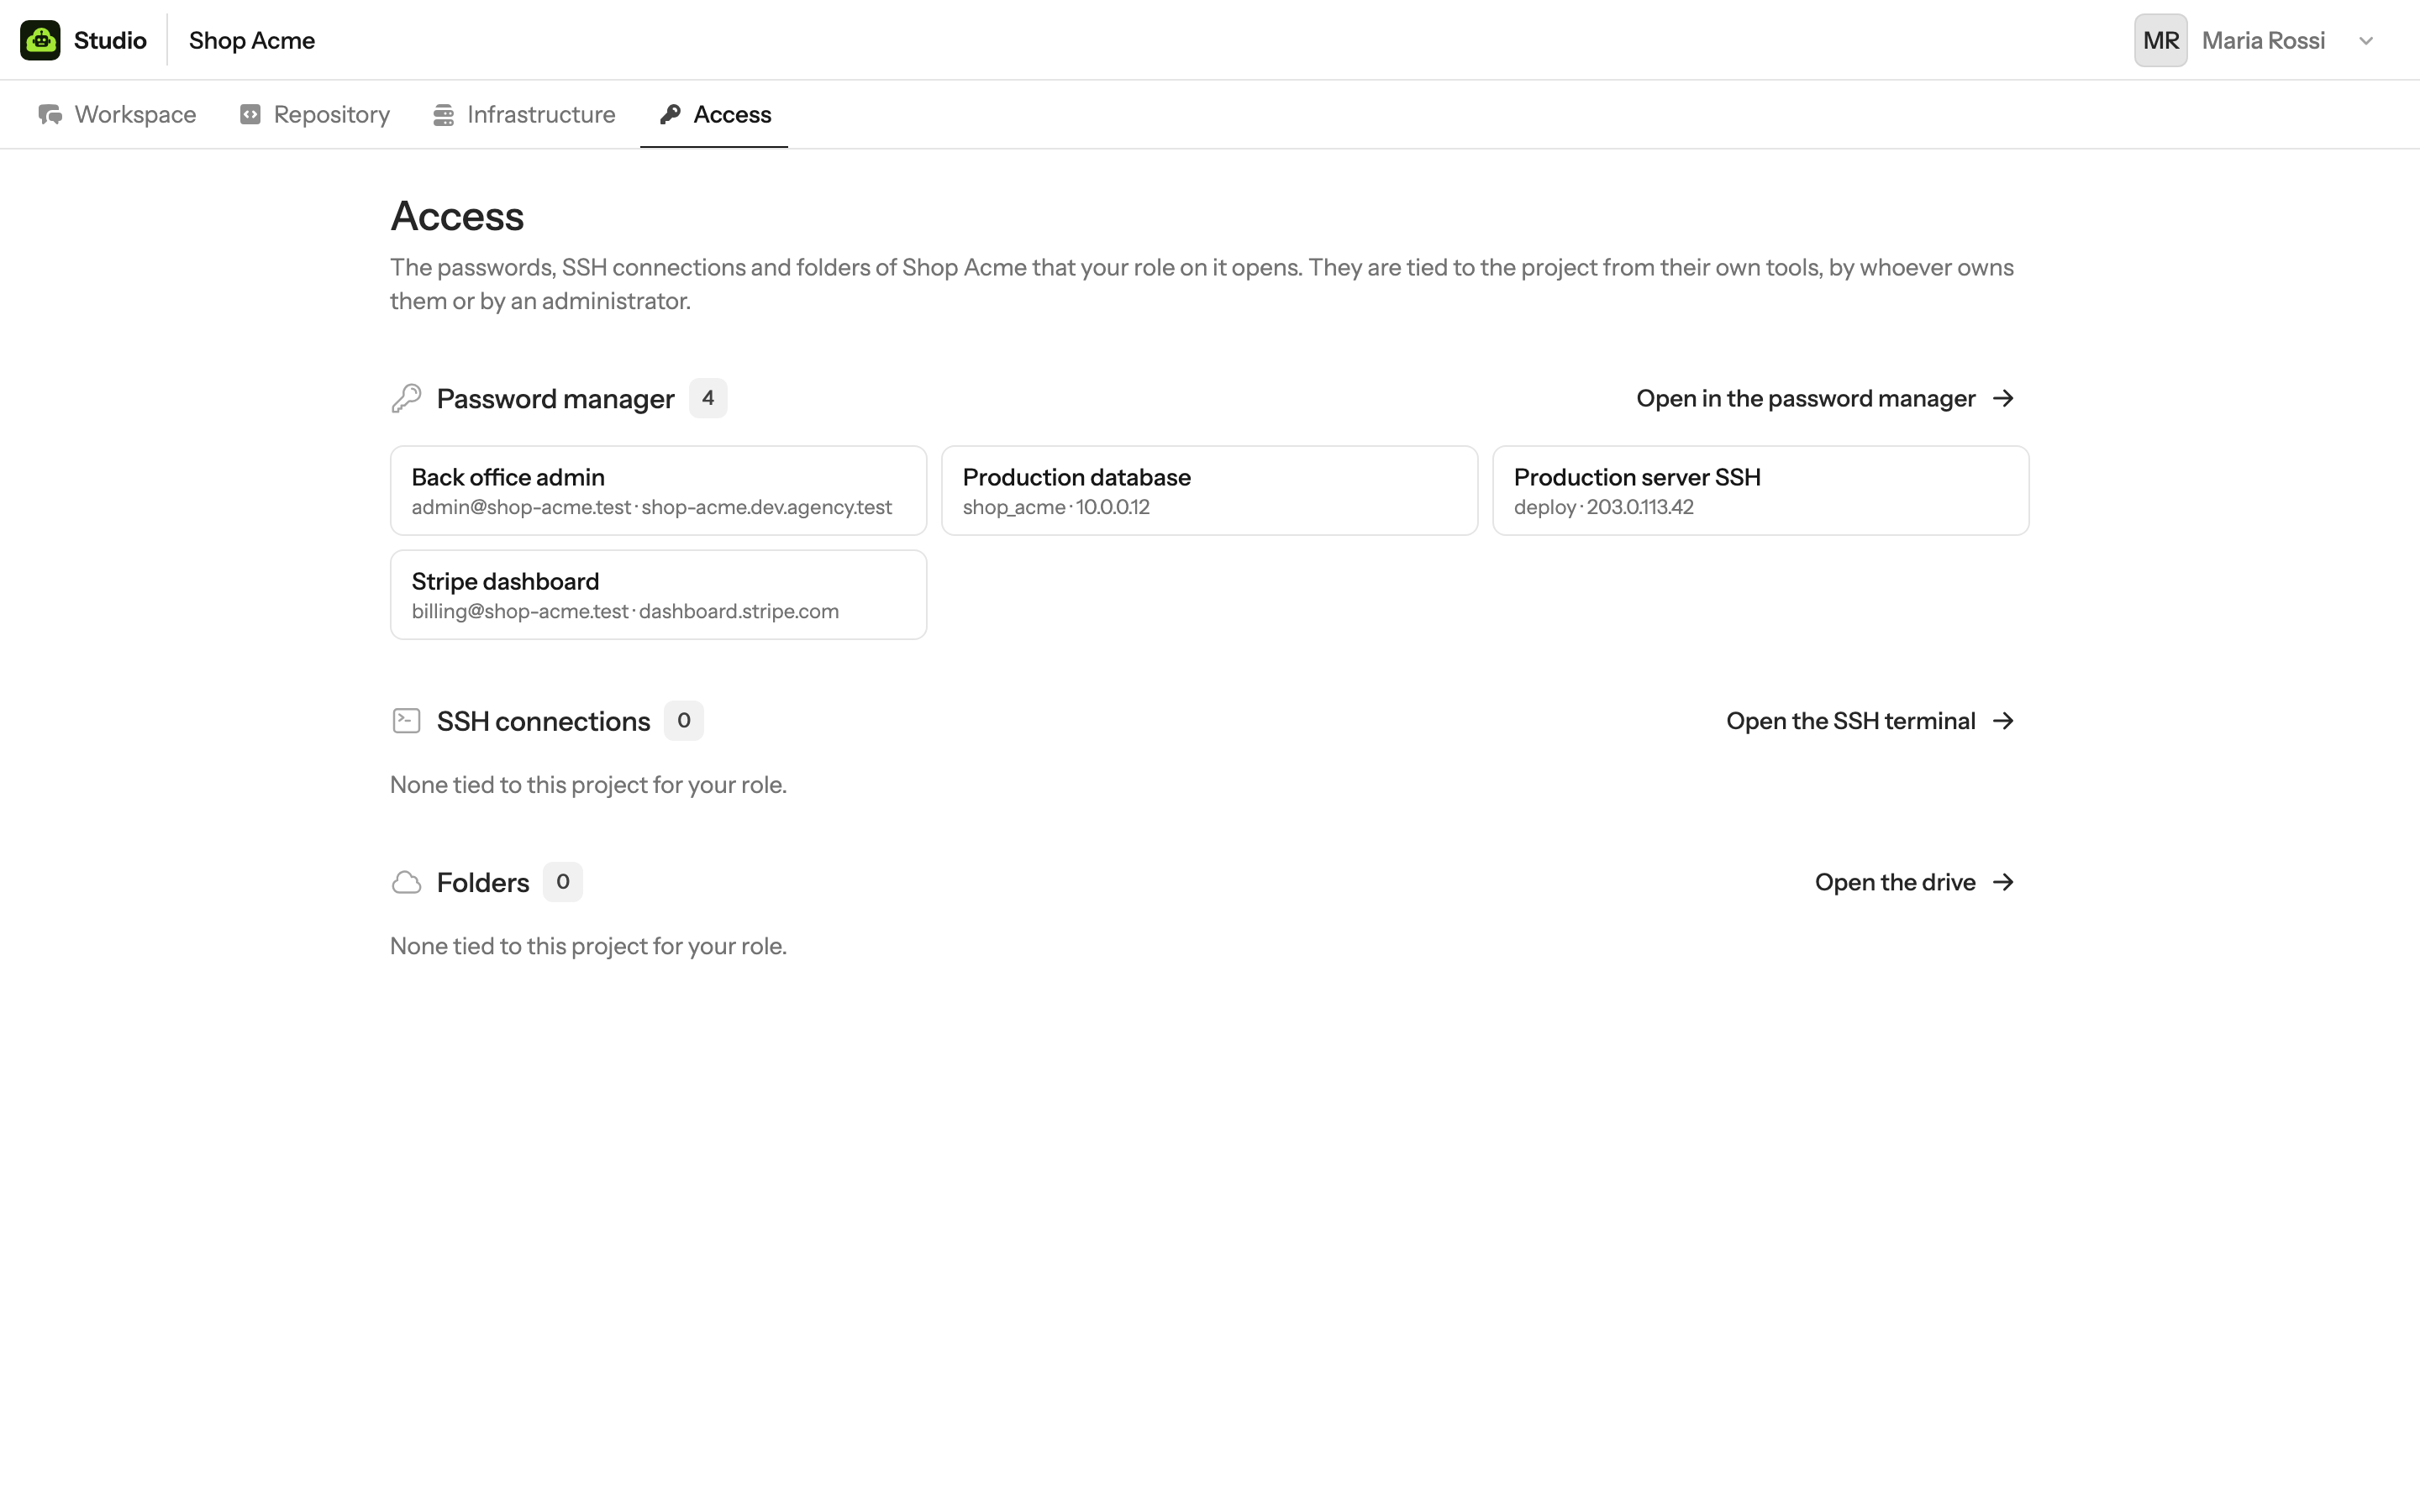 Studio
Shop Acme
MR
Maria Rossi
Workspace
Repository
Infrastructure
Access
Access
The passwords, SSH connections and folders of Shop Acme that your role on it opens. They are tied to the project from their own tools, by whoever owns
them or by an administrator.
Password manager 4
Open in the password manager →
Back office admin
admin@shop-acme.test · shop-acme.dev.agency.test
Production database
shop_acme · 10.0.0.12
Production server SSH
deploy · 203.0.113.42
Stripe dashboard
billing@shop-acme.test · dashboard.stripe.com
SSH connections 0
Open the SSH terminal →
None tied to this project for your role.
Folders 0
Open the drive →
None tied to this project for your role.